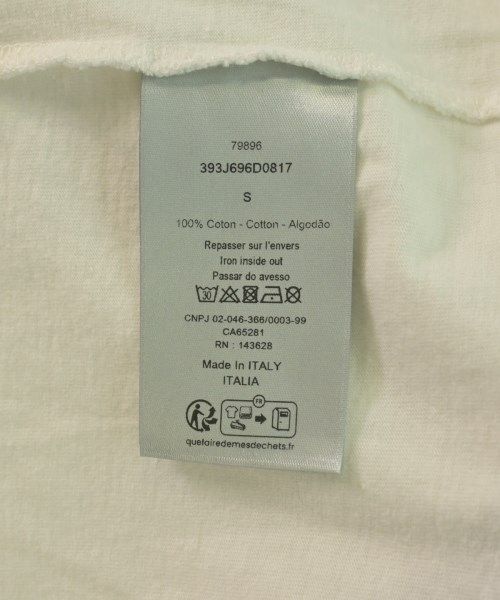 79896
393J696D0817
S
100% Coton - Cotton - Algodão
Repasser sur l'envers
Iron inside out
Passar do avesso
30
CNPJ 02-046-366/0003-99
CA65281
RN : 143628
Made In ITALY
ITALIA
FR
quefairedemesdechets.fr